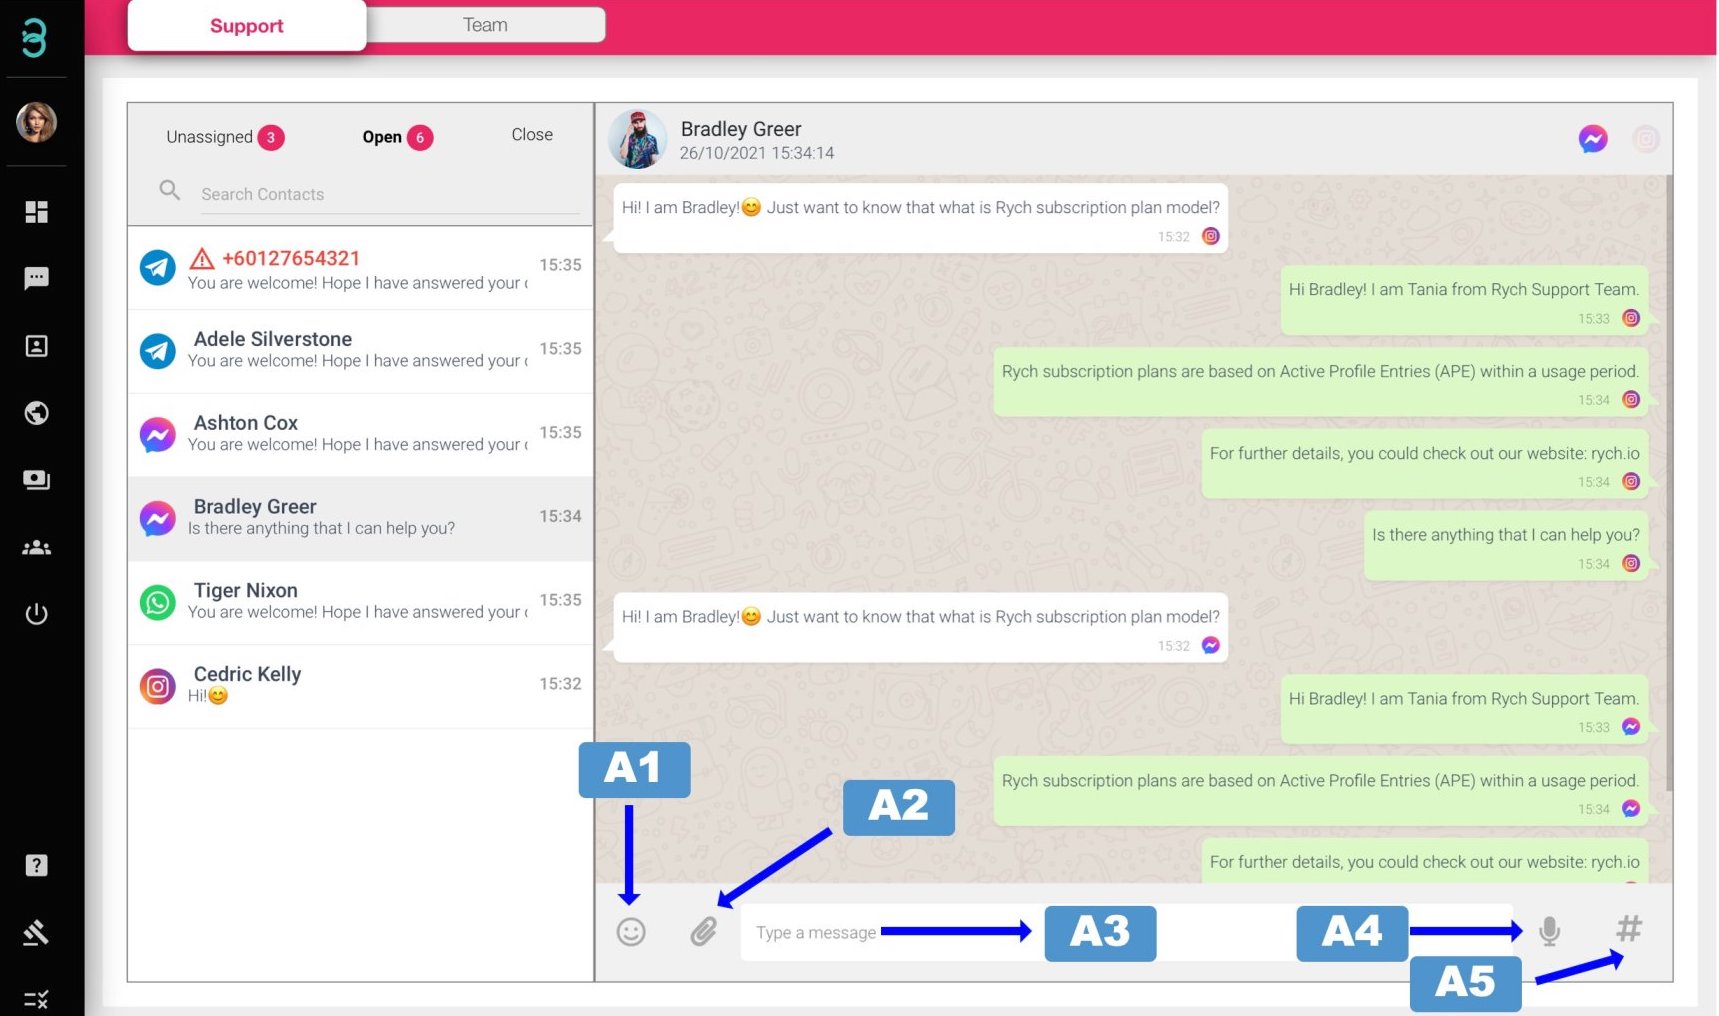 Support
Team
Unassigned 3
Open 6
Close
Search Contacts
+60127654321
15:35
You are welcome! Hope I have answered your
Adele Silverstone
15:35
You are welcome! Hope I have answered your
Ashton Cox
15:35
You are welcome! Hope I have answered your
Bradley Greer
15:34
Is there anything that I can help you?
Tiger Nixon
15:35
You are welcome! Hope I have answered your
Cedric Kelly
15:32
Hi!😊
Bradley Greer
26/10/2021 15:34:14
Hi! I am Bradley!😊 Just want to know that what is Rych subscription plan model?
15:32
Hi Bradley! I am Tania from Rych Support Team.
15:33
Rych subscription plans are based on Active Profile Entries (APE) within a usage period.
15:34
For further details, you could check out our website: rych.io
15:34
Is there anything that I can help you?
15:34
Hi! I am Bradley!😊 Just want to know that what is Rych subscription plan model?
15:32
Hi Bradley! I am Tania from Rych Support Team.
15:33
Rych subscription plans are based on Active Profile Entries (APE) within a usage period.
15:34
For further details, you could check out our website: rych.io
A1
A2
Type a message
A3
A4
#
A5